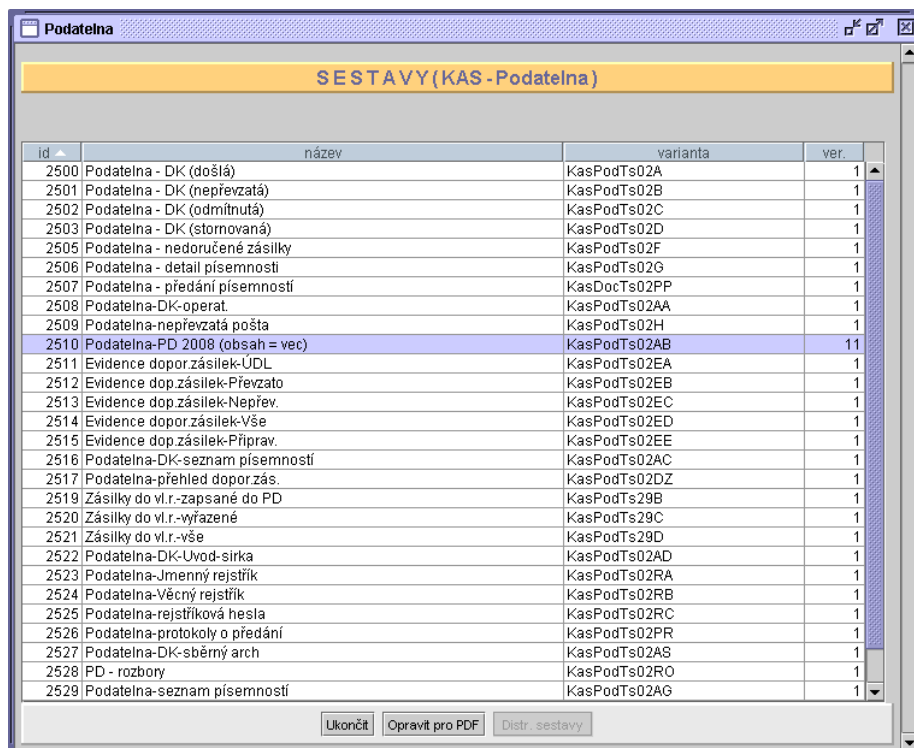 Podatelna
SESTAVY(KAS-Podatelna)
id název varianta ver.
2500 Podatelna - DK (došlá) KasPodTs02A 1
2501 Podatelna - DK (nepřevzatá) KasPodTs02B 1
2502 Podatelna - DK (odmítnutá) KasPodTs02C 1
2503 Podatelna - DK (stornovaná) KasPodTs02D 1
2505 Podatelna - nedoručené zásilky KasPodTs02F 1
2506 Podatelna - detail písemnosti KasPodTs02G 1
2507 Podatelna - předání písemností KasDocTs02PP 1
2508 Podatelna-DK-operat. KasPodTs02AA 1
2509 Podatelna-nepřevzatá pošta KasPodTs02H 1
2510 Podatelna-PD 2008 (obsah = vec) KasPodTs02AB 11
2511 Evidence dopor.zásilek-ÚDL KasPodTs02EA 1
2512 Evidence dop.zásilek-Převzato KasPodTs02EB 1
2513 Evidence dop.zásilek-Nepřev. KasPodTs02EC 1
2514 Evidence dopor.zásilek-Vše KasPodTs02ED 1
2515 Evidence dop.zásilek-Připrav. KasPodTs02EE 1
2516 Podatelna-DK-seznam písemností KasPodTs02AC 1
2517 Podatelna-přehled dopor.zás. KasPodTs02DZ 1
2519 Zásilky do vl.r.-zapsané do PD KasPodTs29B 1
2520 Zásilky do vl.r.-vyřazené KasPodTs29C 1
2521 Zásilky do vl.r.-vše KasPodTs29D 1
2522 Podatelna-DK-Uvod-sirka KasPodTs02AD 1
2523 Podatelna-Jmenný rejstřík KasPodTs02RA 1
2524 Podatelna-Věcný rejstřík KasPodTs02RB 1
2525 Podatelna-rejstříková hesla KasPodTs02RC 1
2526 Podatelna-protokoly o předání KasPodTs02PR 1
2527 Podatelna-DK-sběrný arch KasPodTs02AS 1
2528 PD - rozbory KasPodTs02RO 1
2529 Podatelna-seznam písemností KasPodTs02AG 1
Ukončit Opravit pro PDF Distr. sestavy